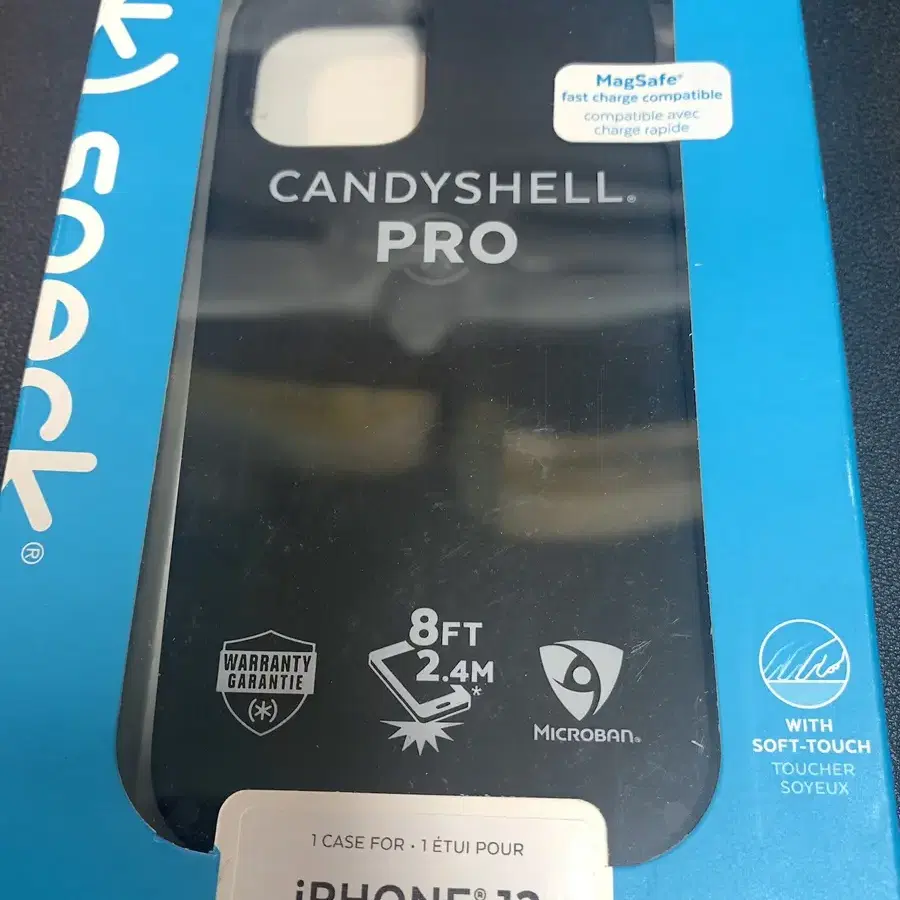 speck®
MagSafe®
fast charge compatible
compatible avec
charge rapide
CANDYSHELL®
PRO
WARRANTY
GARANTIE
(*)
8FT
2.4M*
MICROBAN®
WITH
SOFT-TOUCH
TOUCHER
SOYEUX
1 CASE FOR · 1 ÉTUI POUR
iPHONE®